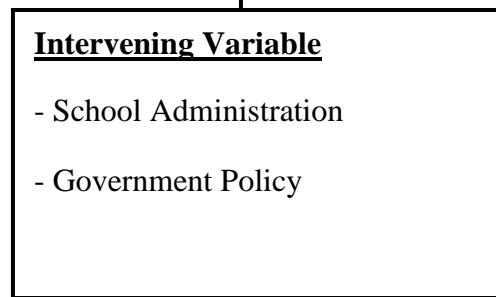 Intervening Variable
- School Administration
- Government Policy